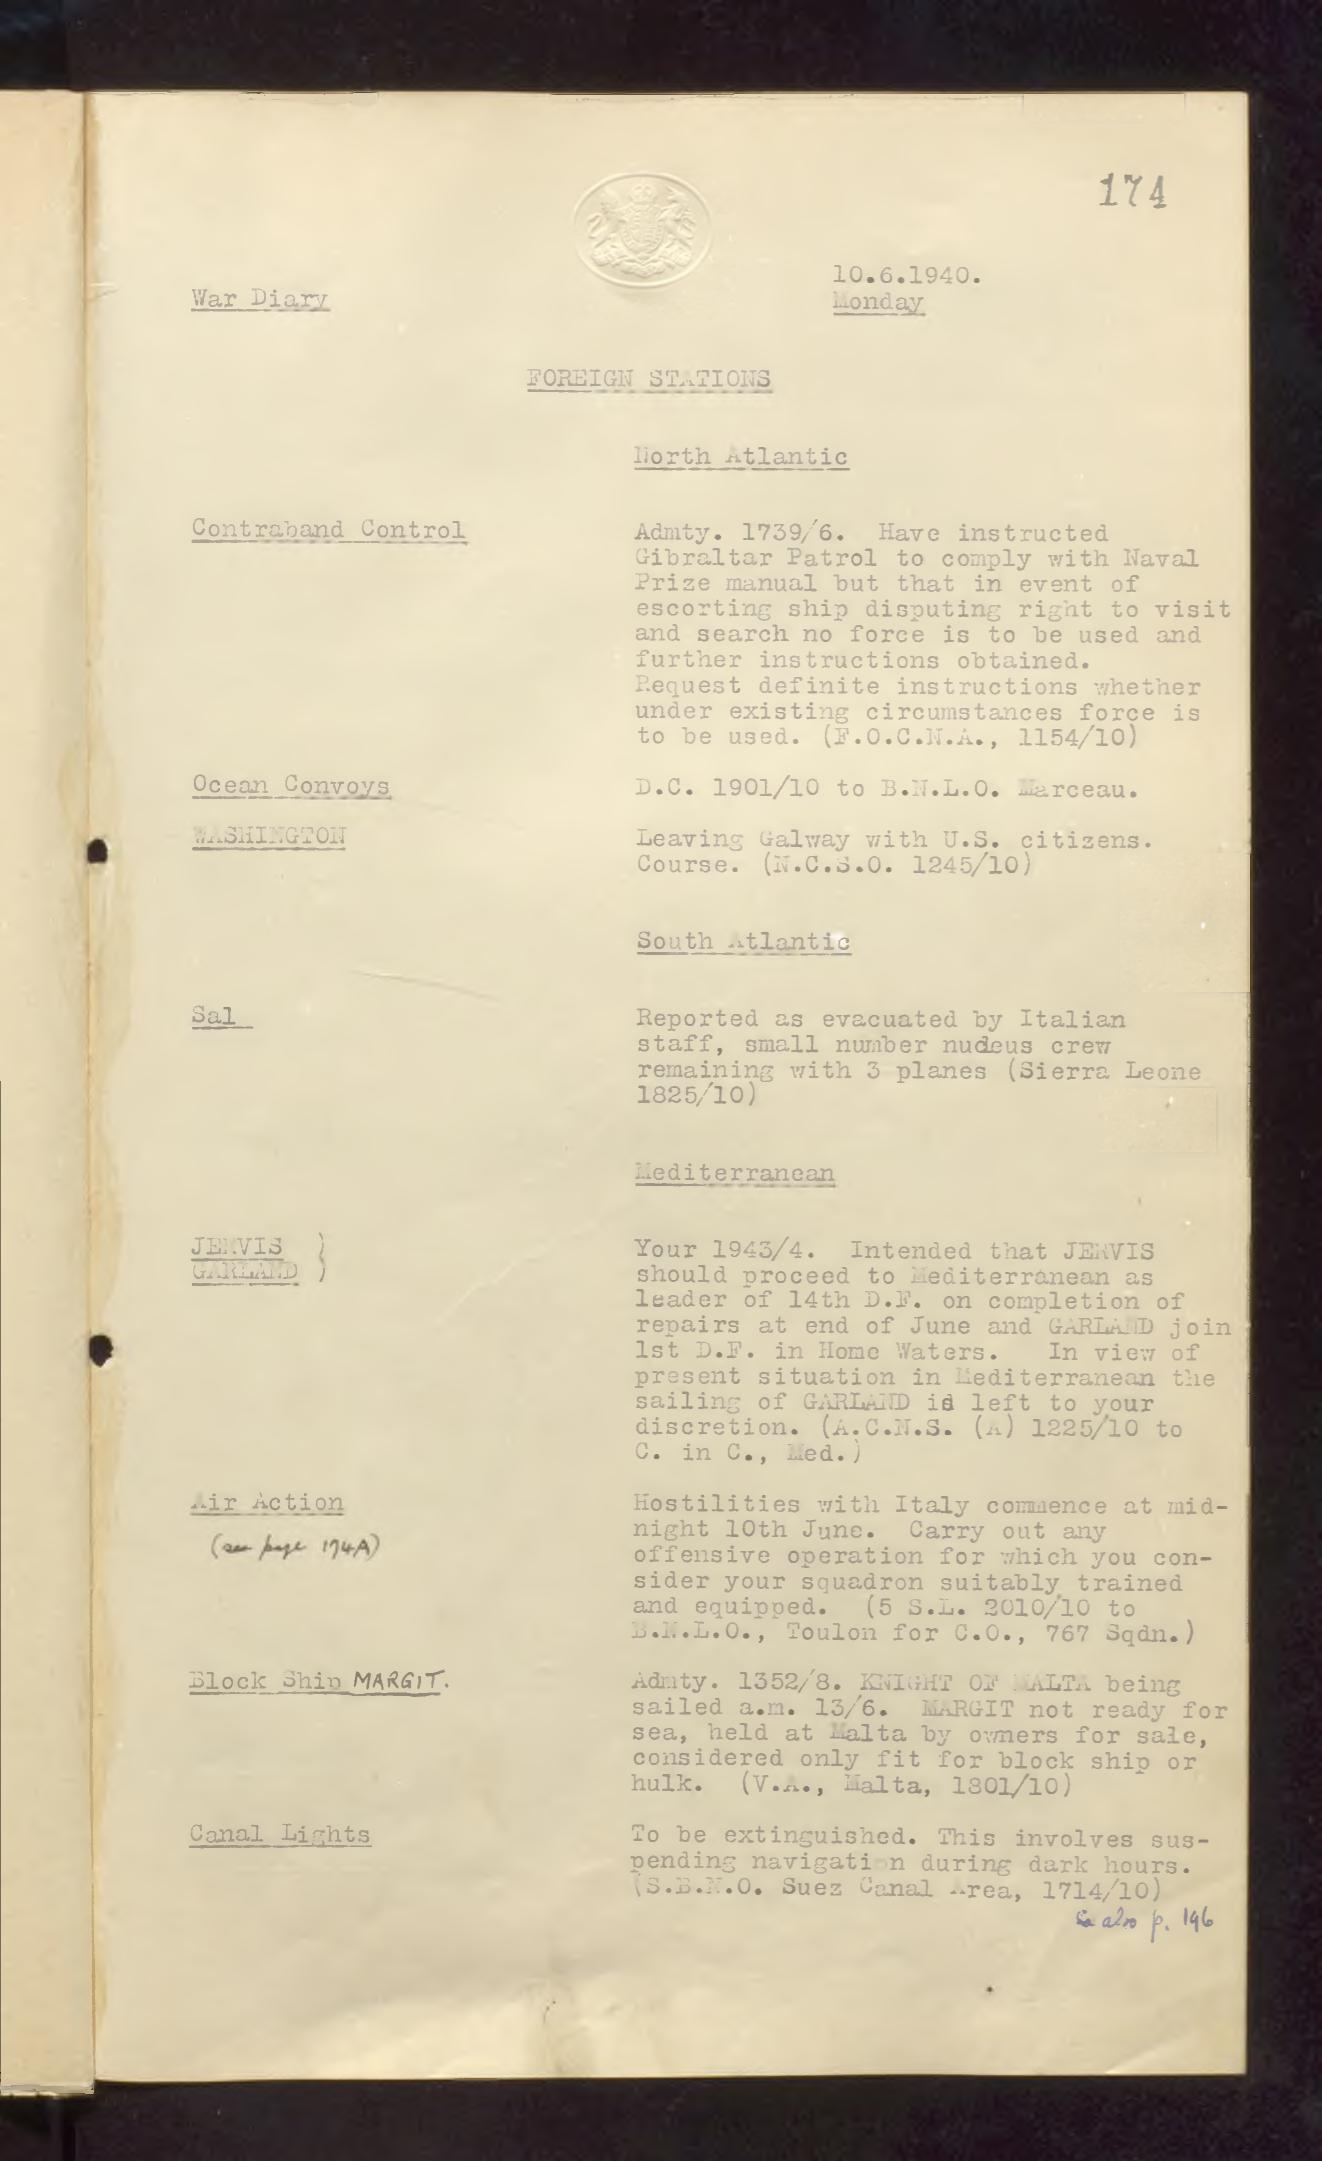 174
10.6.1940.
War Diary
Monday
FOREIGN STATIONS
North Atlantic
Contraband Control
Admty. 1739/6. Have instructed
Gibraltar Patrol to comply with Naval
Prize manual but that in event of
escorting ship disputing right to visit
and search no force is to be used and
further instructions obtained.
Request definite instructions whether
under existing circumstances force is
to be used. (F.O.C.N.A., 1154/10)
Ocean Convoys
D.C. 1901/10 to B.N.L.O. Marceau.
WASHINGTON
Leaving Galway with U.S. citizens.
Course. (N.C.S.O. 1245/10)
South Atlantic
Sal
Reported as evacuated by Italian
staff, small number nudeus crew
remaining with 3 planes (Sierra Leone
1825/10)
Mediterranean
JERVIS )
GARLAND )
Your 1943/4. Intended that JERVIS
should proceed to Mediterranean as
leader of 14th D.F. on completion of
repairs at end of June and GARLAND join
1st D.F. in Home Waters. In view of
present situation in Mediterranean the
sailing of GARLAND is left to your
discretion. (A.C.N.S. (A) 1225/10 to
C. in C., Med.)
Air Action
(see page 174A)
Hostilities with Italy commence at mid-
night 10th June. Carry out any
offensive operation for which you con-
sider your squadron suitably trained
and equipped. (5 S.L. 2010/10 to
B.N.L.O., Toulon for C.O., 767 Sqdn.)
Block Ship MARGIT.
Admty. 1352/8. KNIGHT OF MALTA being
sailed a.m. 13/6. MARGIT not ready for
sea, held at Malta by owners for sale,
considered only fit for block ship or
hulk. (V.A., Malta, 1801/10)
Canal Lights
To be extinguished. This involves sus-
pending navigation during dark hours.
(S.B.N.O. Suez Canal Area, 1714/10)
See also p. 196